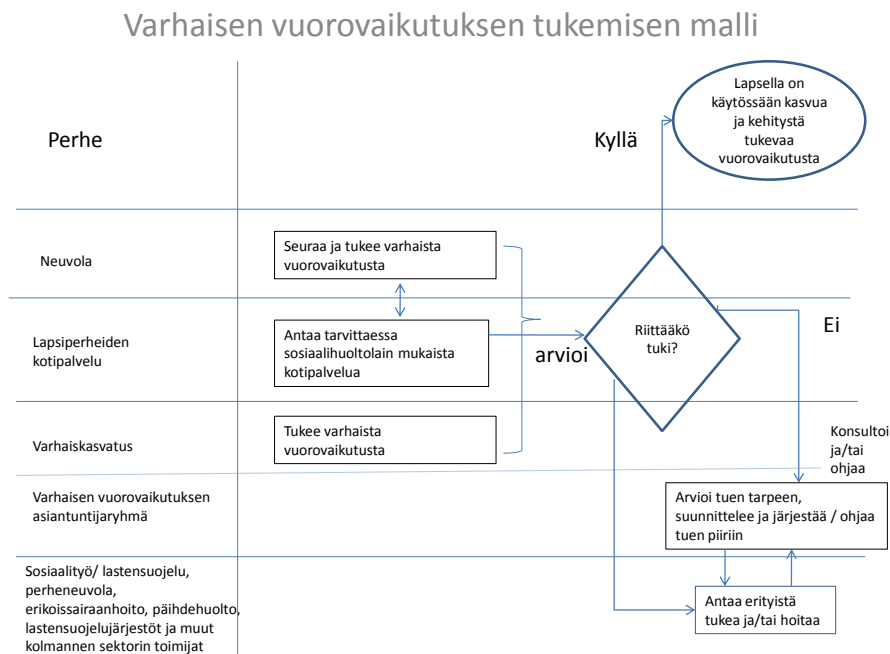 Varhaisen vuorovaikutuksen tukemisen malli
Perhe
Kyllä
Lapsella on
käytössään kasvua
ja kehitystä
tukevaa
vuorovaikutusta
Neuvola
Seuraa ja tukee varhaista
vuorovaikutusta
Lapsiperheiden
kotipalvelu
Antaa tarvittaessa
sosiaalihuoltolain mukaista
kotipalvelua
arvioi
Riittääkö
tuki?
Ei
Varhaiskasvatus
Tukee varhaista
vuorovaikutusta
Konsultoi
ja/tai
ohjaa
Varhaisen vuorovaikutuksen
asiantuntijaryhmä
Arvioi tuen tarpeen,
suunnittelee ja järjestää / ohjaa
tuen piiriin
Sosiaalityö/ lastensuojelu,
perheneuvola,
erikoissairaanhoito, päihdehuolto,
lastensuojelujärjestöt ja muut
kolmannen sektorin toimijat
Antaa erityistä
tukea ja/tai hoitaa